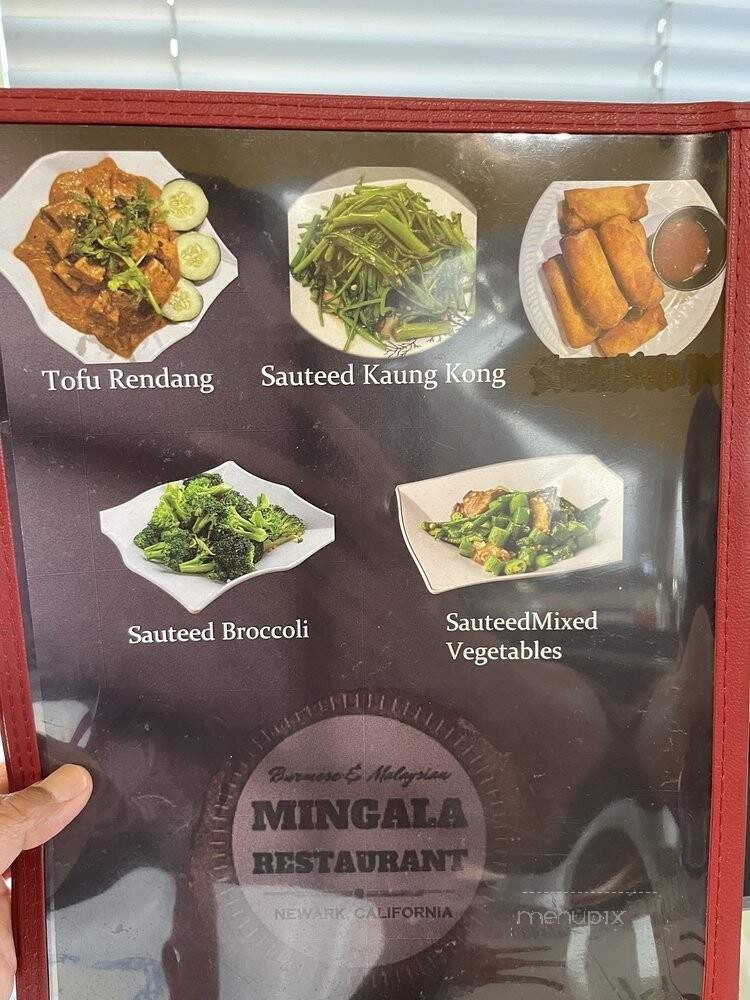 Tofu Rendang
Sauteed Kaung Kong
Sauteed Broccoli
SauteedMixed
Vegetables
Burmese & Malaysian
MINGALA
RESTAURANT
NEWARK, CALIFORNIA
menupix